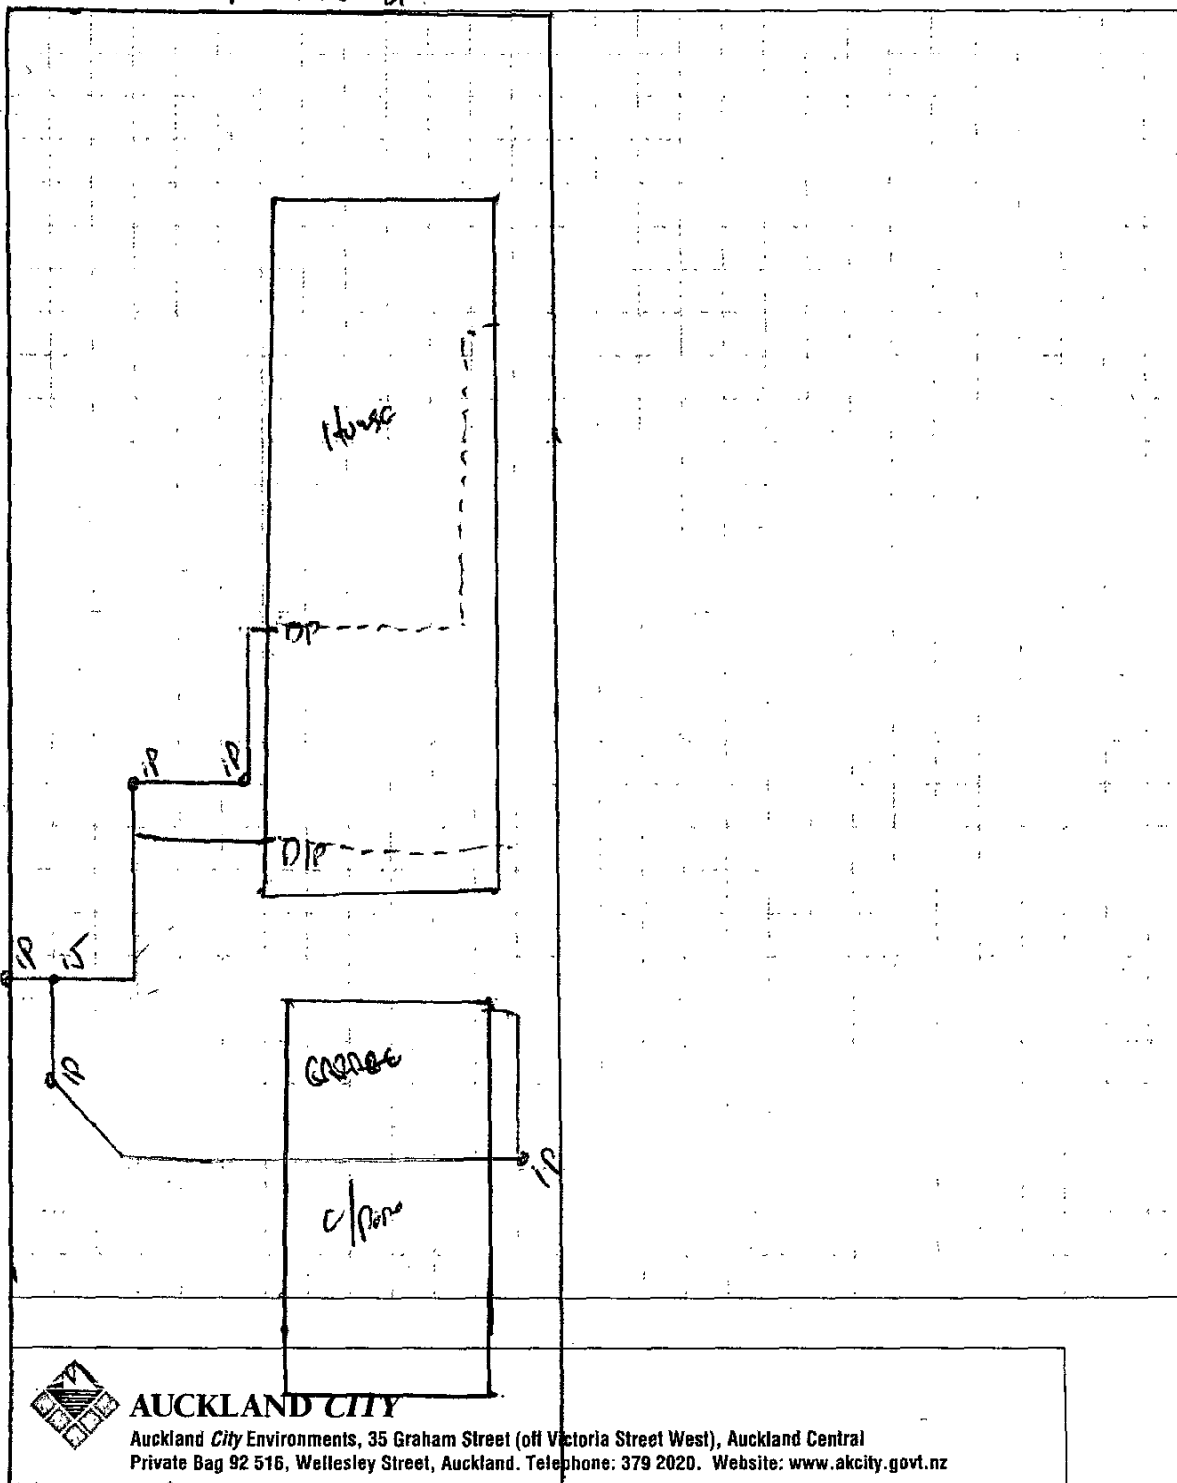 House
DP
iP iP
D/P
iP iJ
GARAGE
iP
iP
C/Port
AUCKLAND CITY
Auckland City Environments, 35 Graham Street (off Victoria Street West), Auckland Central
Private Bag 92 516, Wellesley Street, Auckland. Telephone: 379 2020. Website: www.akcity.govt.nz